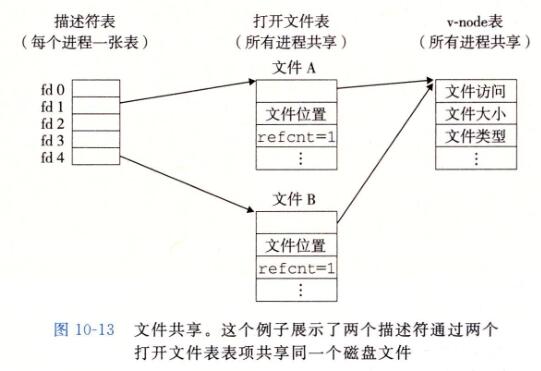 描述符表
（每个进程一张表）
打开文件表
（所有进程共享）
v-node表
（所有进程共享）
文件 A
fd 0
fd 1
fd 2
fd 3
fd 4
文件位置
refcnt=1
⋮
文件访问
文件大小
文件类型
⋮
文件 B
文件位置
refcnt=1
⋮
图 10-13 文件共享。这个例子展示了两个描述符通过两个
打开文件表表项共享同一个磁盘文件